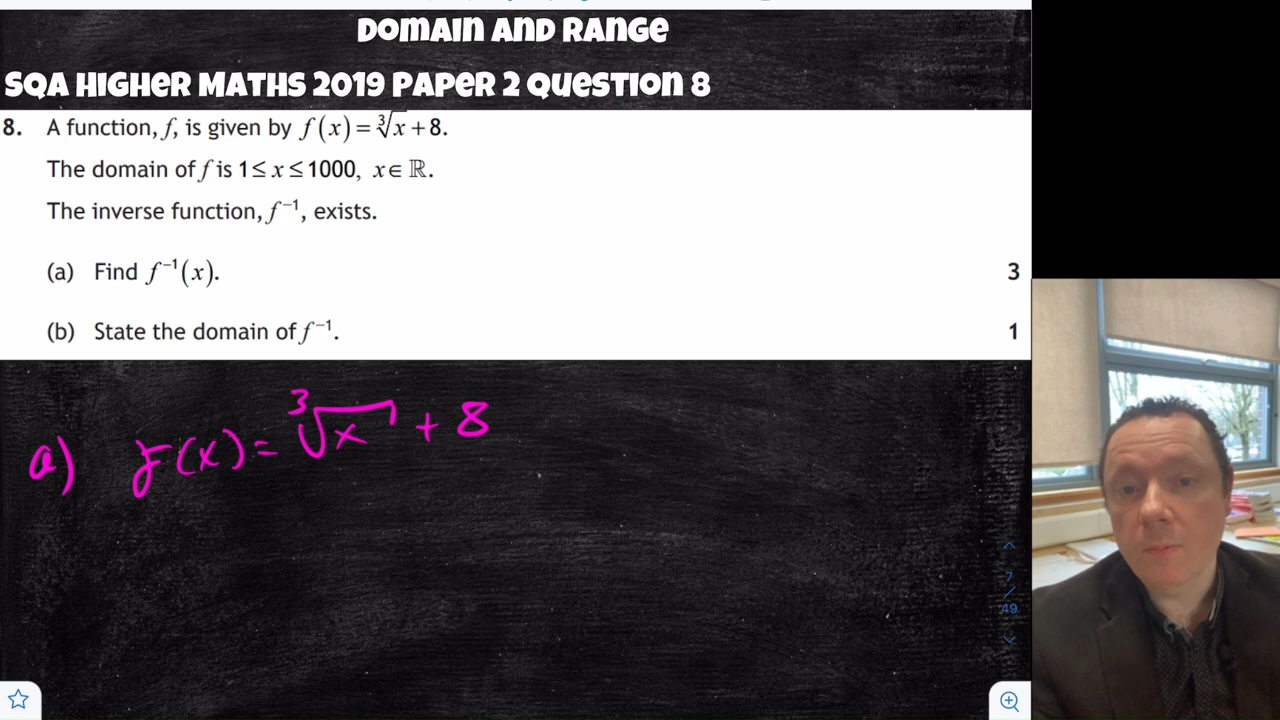 DOMAIN AND RANGE
SQA HIGHER MATHS 2019 PAPER 2 QUESTION 8
8. A function, f, is given by f(x) = ∛x + 8.
The domain of f is 1 ≤ x ≤ 1000, x ∈ ℝ.
The inverse function, f⁻¹, exists.
(a) Find f⁻¹(x). 3
(b) State the domain of f⁻¹. 1
a) f(x) = ∛x + 8
7
/
49